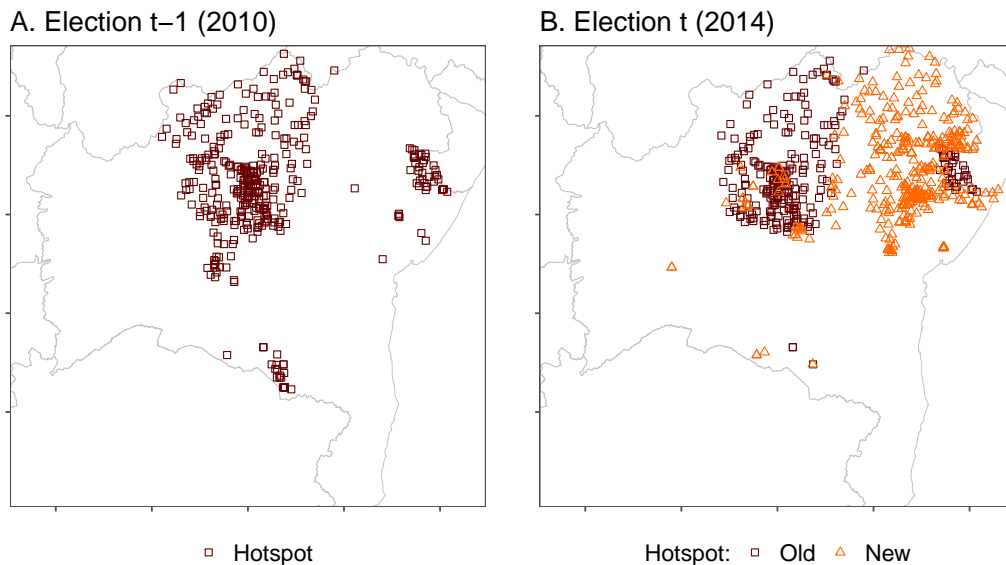 A. Election t−1 (2010)
B. Election t (2014)
Hotspot
Hotspot: Old New